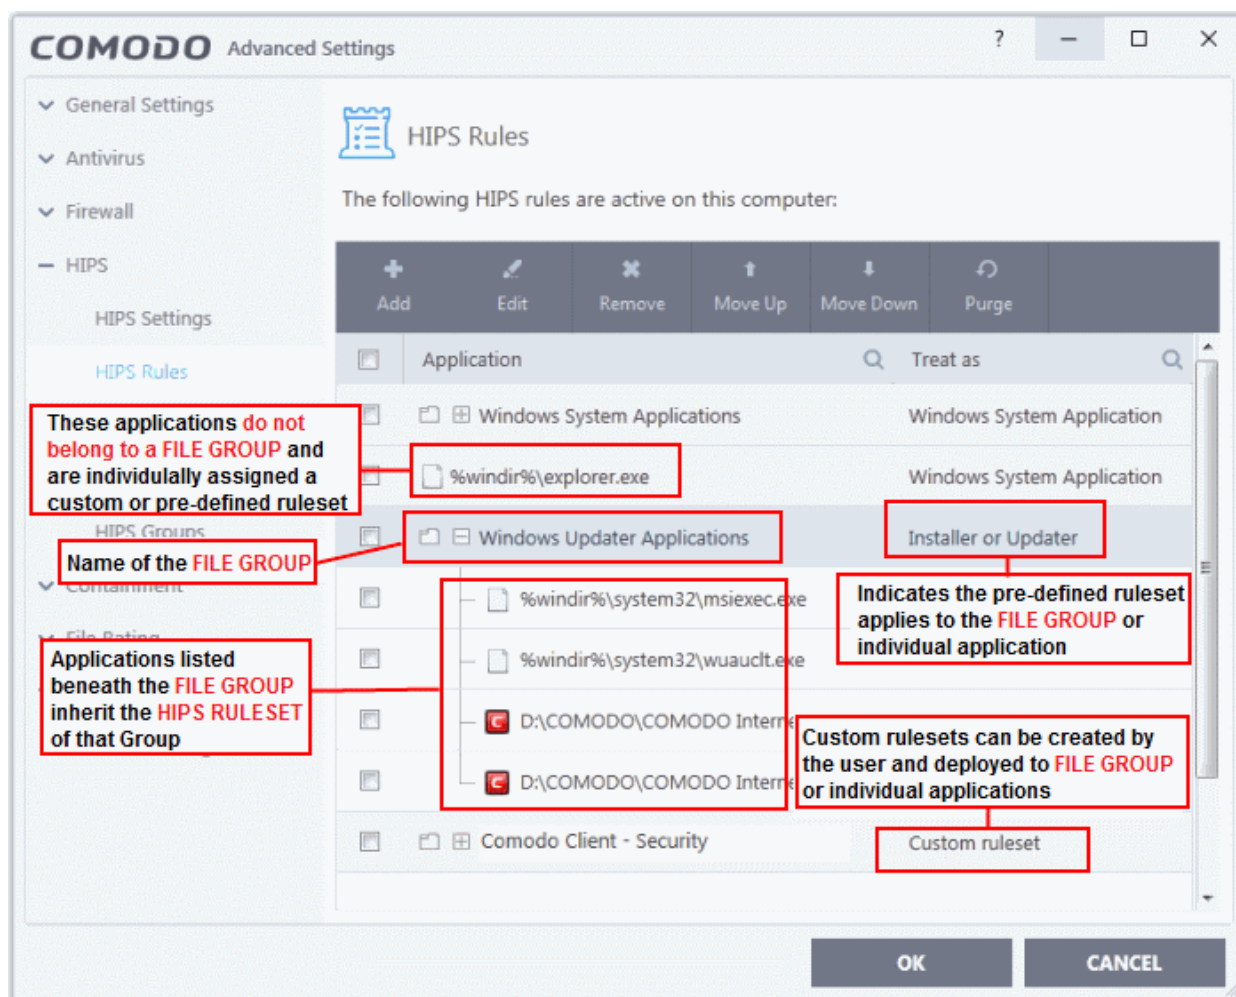 COMODO Advanced Settings
?
General Settings
Antivirus
Firewall
HIPS
HIPS Settings
HIPS Rules
HIPS Groups
Containment
File Rating
HIPS Rules
The following HIPS rules are active on this computer:
Add Edit Remove Move Up Move Down Purge
Application Treat as
Windows System Applications Windows System Application
%windir%\explorer.exe Windows System Application
Windows Updater Applications Installer or Updater
%windir%\system32\msiexec.exe
%windir%\system32\wuauclt.exe
D:\COMODO\COMODO Interne
D:\COMODO\COMODO Interne
Comodo Client - Security Custom ruleset
These applications do not
belong to a FILE GROUP and
are individulally assigned a
custom or pre-defined ruleset
Name of the FILE GROUP
Applications listed
beneath the FILE GROUP
inherit the HIPS RULESET
of that Group
Indicates the pre-defined ruleset
applies to the FILE GROUP or
individual application
Custom rulesets can be created by
the user and deployed to FILE GROUP
or individual applications
OK CANCEL